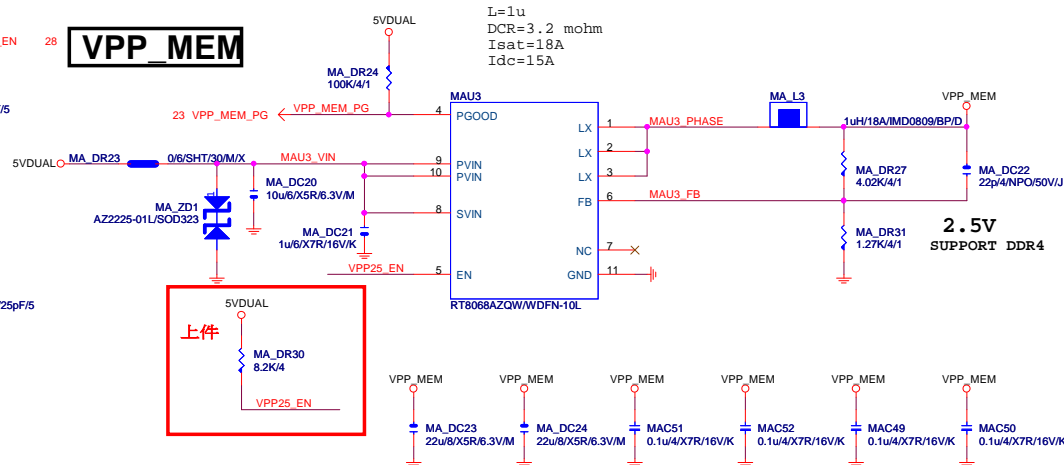 L=1u
DCR=3.2 mohm
Isat=18A
Idc=15A
_EN 28
VPP_MEM
5VDUAL
MA_DR24
100K/4/1
/5
23 VPP_MEM_PG
VPP_MEM_PG
MAU3
4 PGOOD
9 PVIN
10 PVIN
8 SVIN
5 EN
LX 1
LX 2
LX 3
FB 6
NC 7
GND 11
RT8068AZQW/WDFN-10L
MAU3_PHASE
MA_L3
1uH/18A/IMD0809/BP/D
VPP_MEM
5VDUAL
MA_DR23
0/6/SHT/30/M/X
MAU3_VIN
MA_DC20
10u/6/X5R/6.3V/M
MA_ZD1
1
AZ2225-01L/SOD323
MA_DC21
1u/6/X7R/16V/K
VPP25_EN
MA_DR27
4.02K/4/1
MA_DC22
22p/4/NPO/50V/J
MAU3_FB
MA_DR31
1.27K/4/1
2.5V
SUPPORT DDR4
/25pF/5
5VDUAL
上件
MA_DR30
8.2K/4
VPP25_EN
VPP_MEM
MA_DC23
22u/8/X5R/6.3V/M
VPP_MEM
MA_DC24
22u/8/X5R/6.3V/M
VPP_MEM
MAC51
0.1u/4/X7R/16V/K
VPP_MEM
MAC52
0.1u/4/X7R/16V/K
VPP_MEM
MAC49
0.1u/4/X7R/16V/K
VPP_MEM
MAC50
0.1u/4/X7R/16V/K